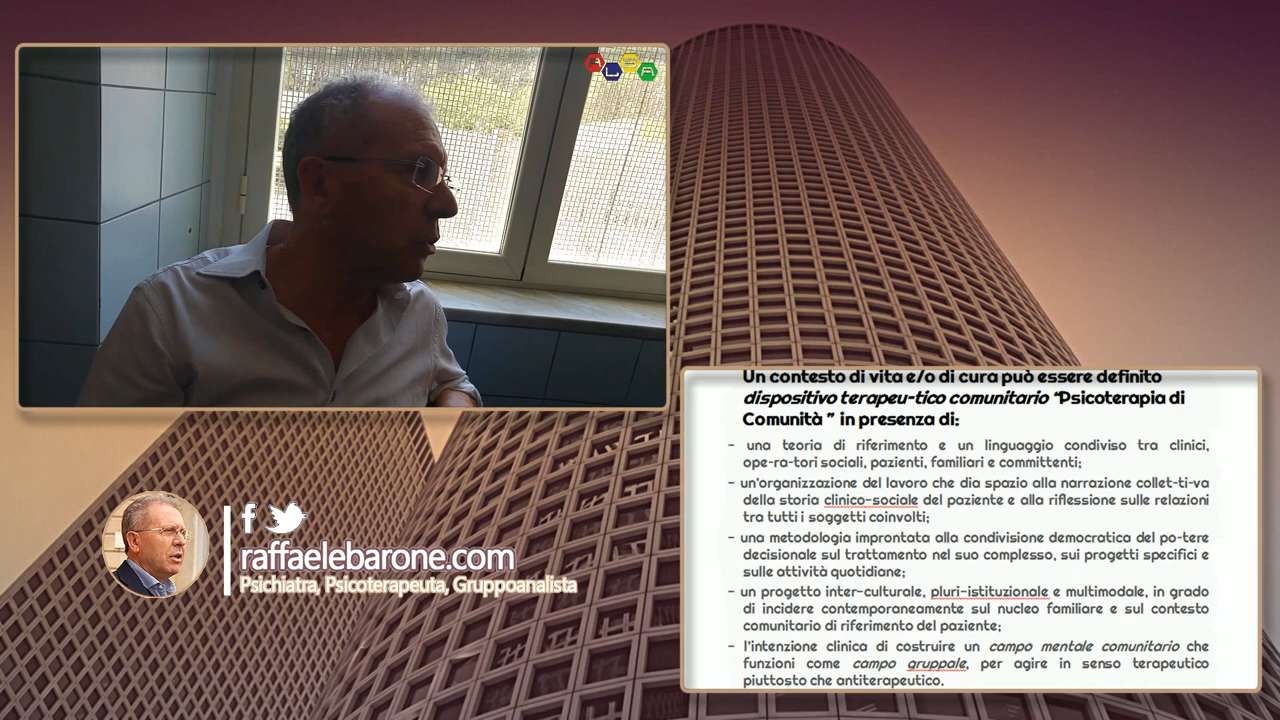 raffaelebarone.com
Psichiatra, Psicoterapeuta, Gruppoanalista
Un contesto di vita e/o di cura può essere definito
dispositivo terapeu-tico comunitario “Psicoterapia di
Comunità ” in presenza di:
- una teoria di riferimento e un linguaggio condiviso tra clinici,
ope-ra-tori sociali, pazienti, familiari e committenti;
- un’organizzazione del lavoro che dia spazio alla narrazione collet-ti-va
della storia clinico-sociale del paziente e alla riflessione sulle relazioni
tra tutti i soggetti coinvolti;
- una metodologia improntata alla condivisione democratica del po-tere
decisionale sul trattamento nel suo complesso, sui progetti specifici e
sulle attività quotidiane;
- un progetto inter-culturale, pluri-istituzionale e multimodale, in grado
di incidere contemporaneamente sul nucleo familiare e sul contesto
comunitario di riferimento del paziente;
- l’intenzione clinica di costruire un campo mentale comunitario che
funzioni come campo gruppale, per agire in senso terapeutico
piuttosto che antiterapeutico.